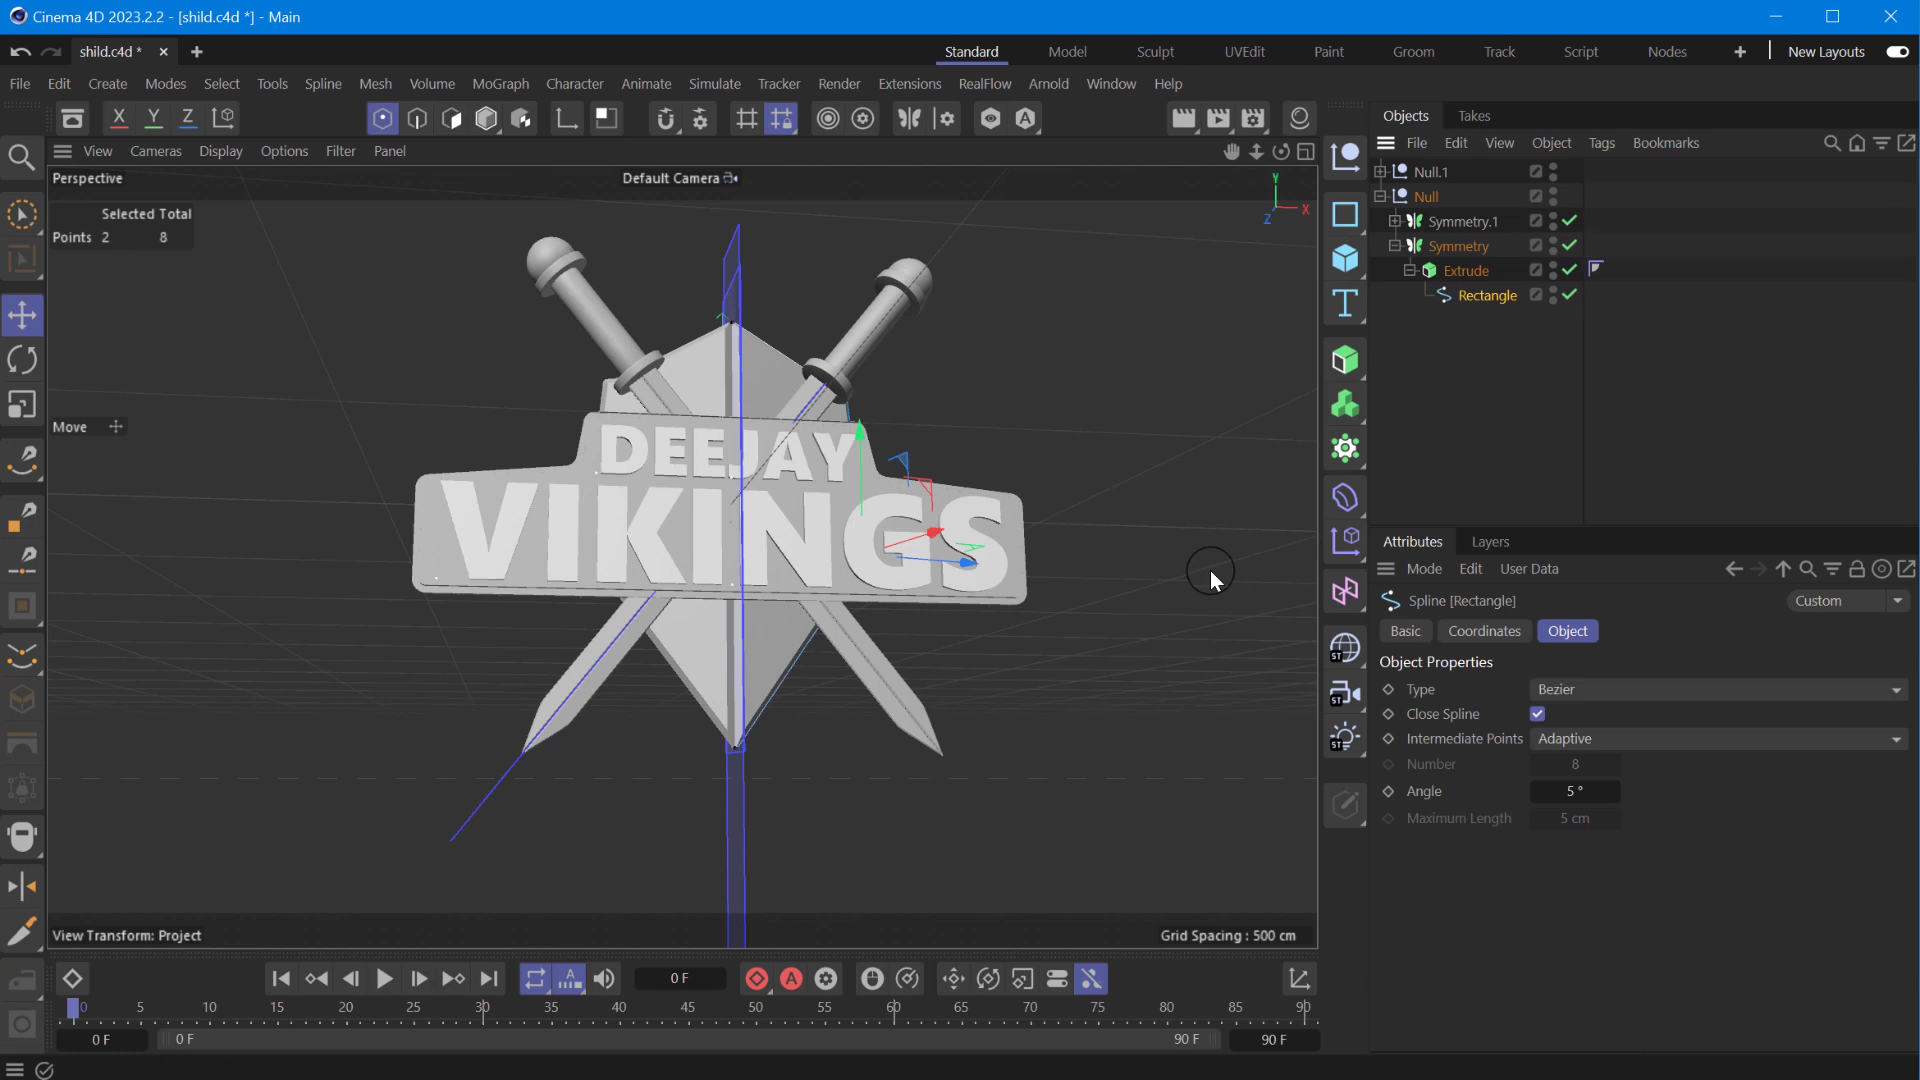 Cinema 4D 2023.2.2 - [shild.c4d *] - Main
shild.c4d *
Standard Model Sculpt UVEdit Paint Groom Track Script Nodes New Layouts
File Edit Create Modes Select Tools Spline Mesh Volume MoGraph Character Animate Simulate Tracker Render Extensions RealFlow Arnold Window Help
X Y Z
Objects Takes
File Edit View Object Tags Bookmarks
View Cameras Display Options Filter Panel
Perspective
Default Camera
Y
X
Z
Selected Total
Points 2 8
Move
DEEJAY
VIKINGS
View Transform: Project
Grid Spacing : 500 cm
Null.1
Null
Symmetry.1
Symmetry
Extrude
Rectangle
ST
ST
ST
Attributes Layers
Mode Edit User Data
Spline [Rectangle]
Custom
Basic Coordinates Object
Object Properties
Type Bezier
Close Spline
Intermediate Points Adaptive
Number 8
Angle 5 °
Maximum Length 5 cm
0 F
0 5 10 15 20 25 30 35 40 45 50 55 60 65 70 75 80 85 90
0 F 0 F 90 F 90 F